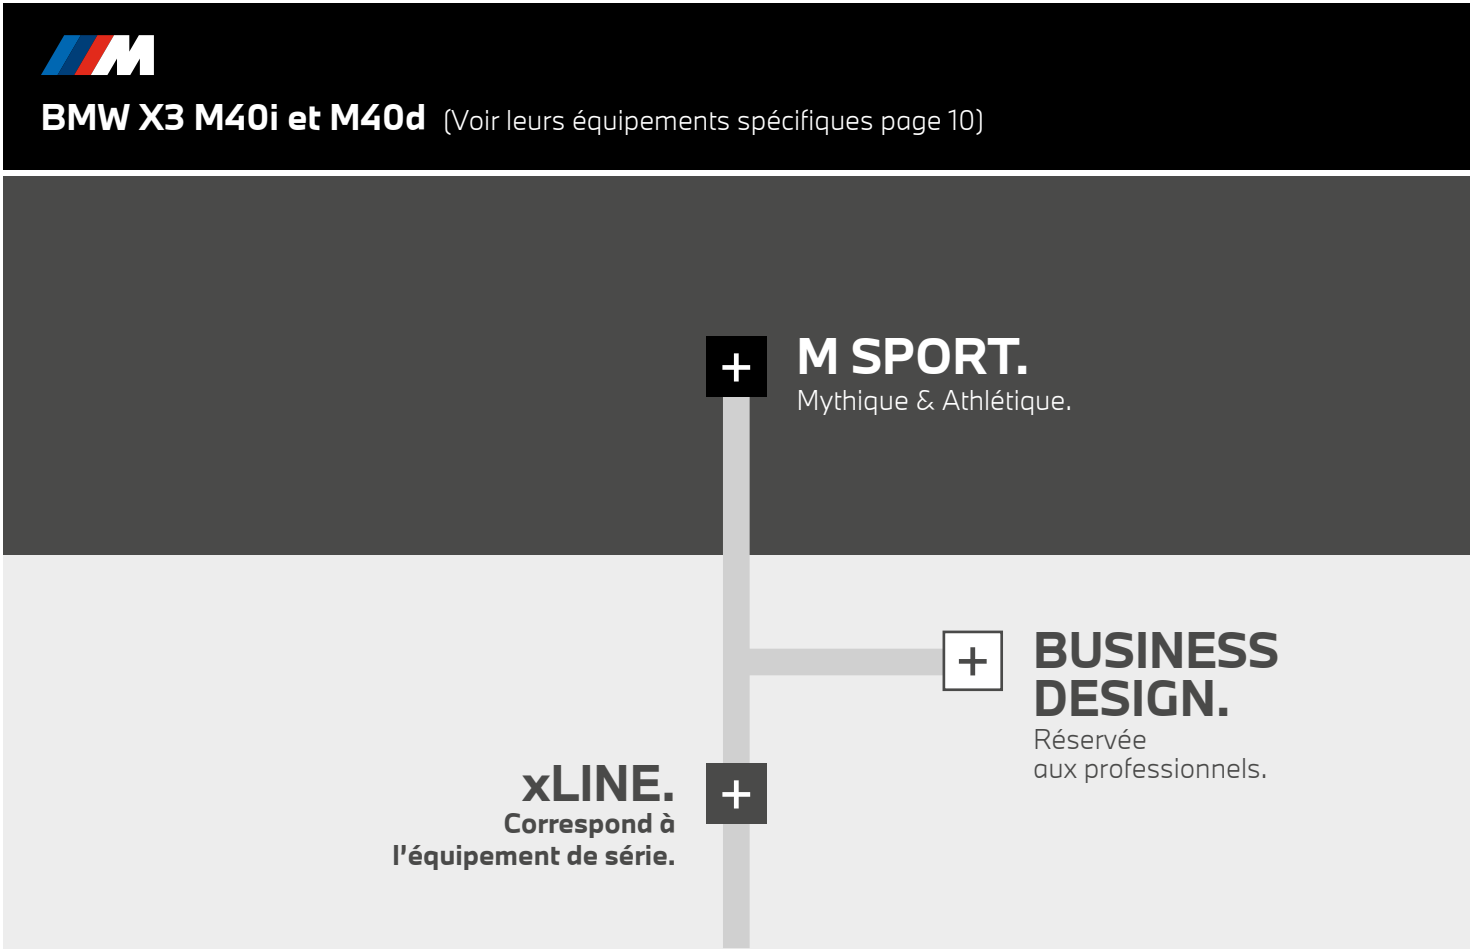 M
BMW X3 M40i et M40d (Voir leurs équipements spécifiques page 10)
M SPORT.
Mythique & Athlétique.
BUSINESS
DESIGN.
Réservée
aux professionnels.
xLINE.
Correspond à
l'équipement de série.